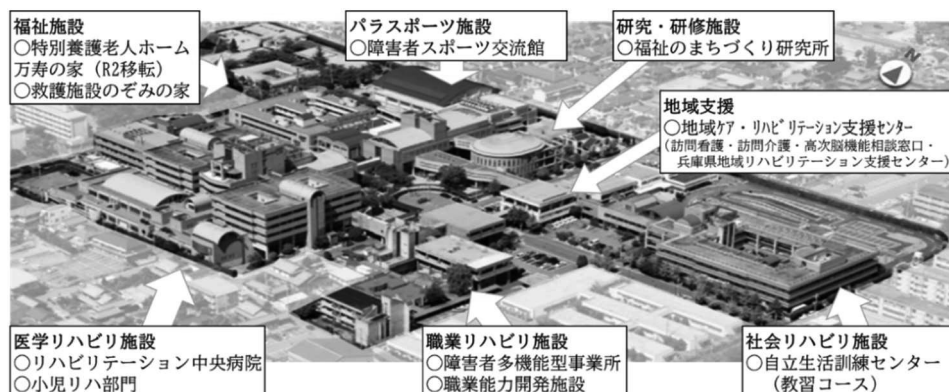 福祉施設
○特別養護老人ホーム
万寿の家（R2移転）
○救護施設のぞみの家
パラスポーツ施設
○障害者スポーツ交流館
研究・研修施設
○福祉のまちづくり研究所
N
地域支援
○地域ケア・リハビリテーション支援センター
（訪問看護・訪問介護・高次脳機能相談窓口・
兵庫県地域リハビリテーション支援センター）
医学リハビリ施設
○リハビリテーション中央病院
○小児リハ部門
職業リハビリ施設
○障害者多機能型事業所
○職業能力開発施設
社会リハビリ施設
○自立生活訓練センター
（教習コース）